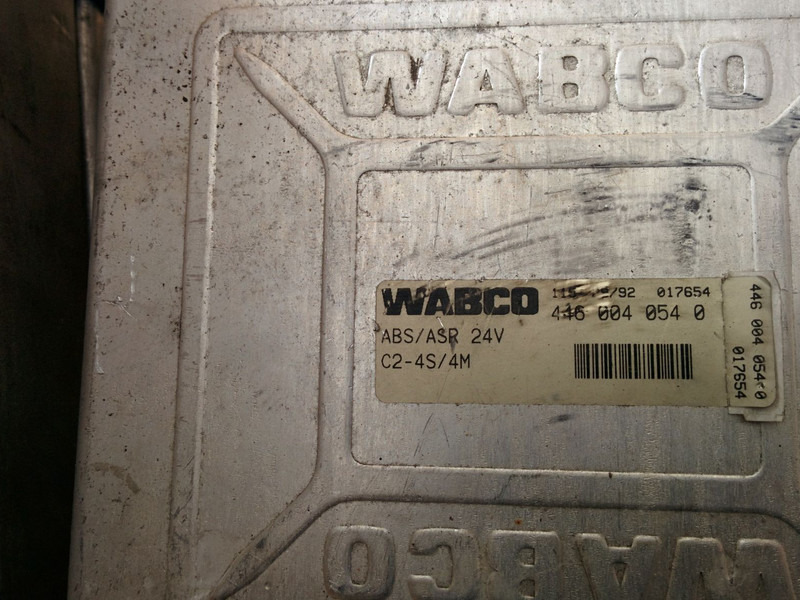 WABCO
WABCO 017654
446 004 054 0
ABS/ASR 24V
C2-4S/4M
446 004 054 0
017654
WABCO